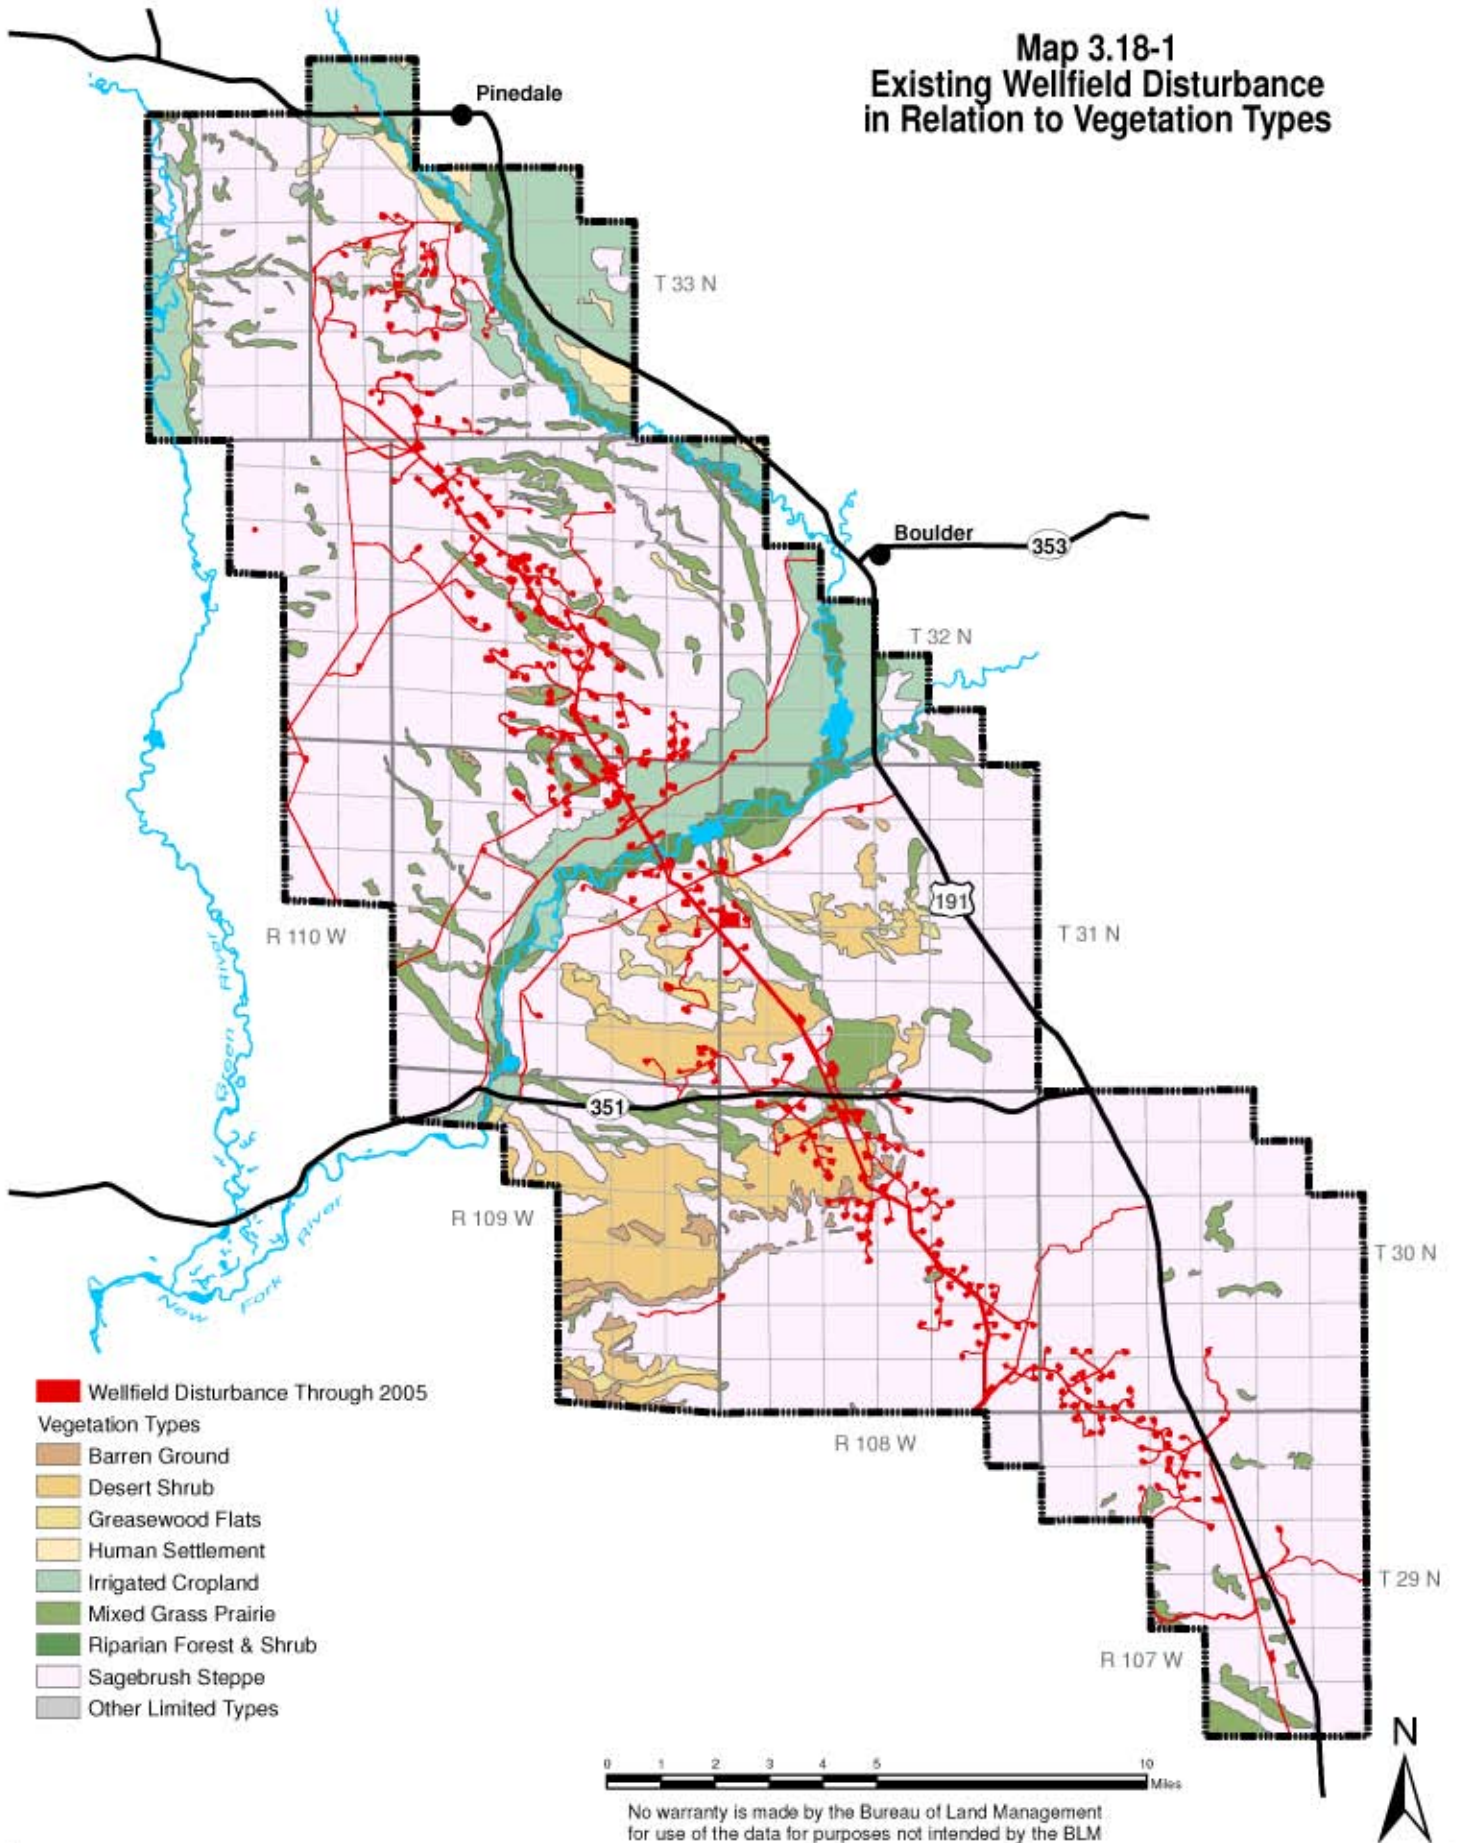 Map 3.18-1
Existing Wellfield Disturbance
in Relation to Vegetation Types
Pinedale
T 33 N
Boulder
353
T 32 N
191
T 31 N
R 110 W
Green River
351
R 109 W
New Fork River
T 30 N
R 108 W
T 29 N
R 107 W
Wellfield Disturbance Through 2005
Vegetation Types
Barren Ground
Desert Shrub
Greasewood Flats
Human Settlement
Irrigated Cropland
Mixed Grass Prairie
Riparian Forest & Shrub
Sagebrush Steppe
Other Limited Types
N
0 1 2 3 4 5 10
Miles
No warranty is made by the Bureau of Land Management
for use of the data for purposes not intended by the BLM